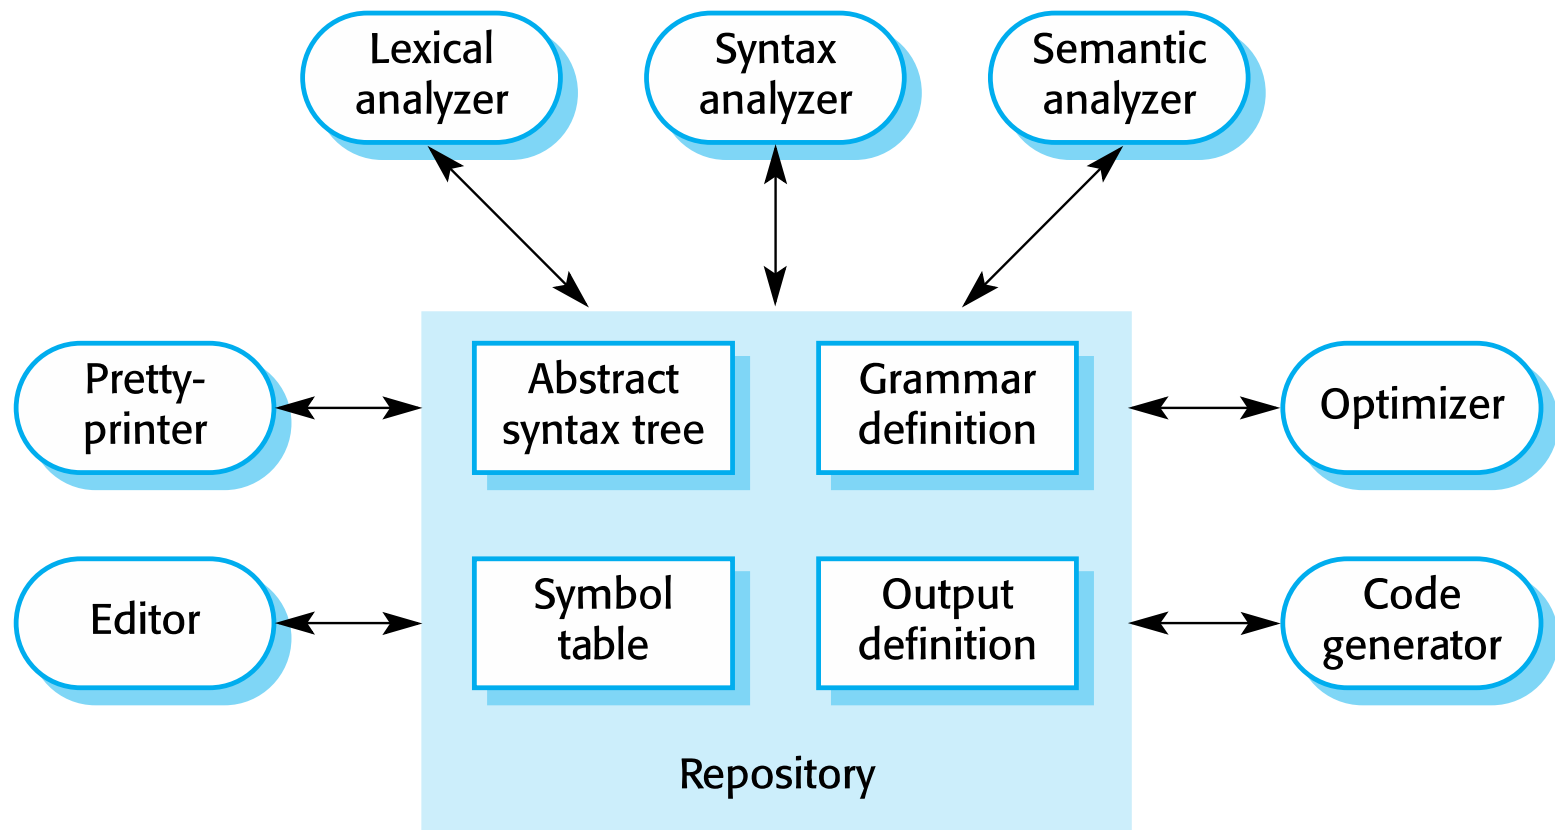 Lexical
analyzer
Syntax
analyzer
Semantic
analyzer
Pretty-
printer
Abstract
syntax tree
Grammar
definition
Optimizer
Editor
Symbol
table
Output
definition
Code
generator
Repository